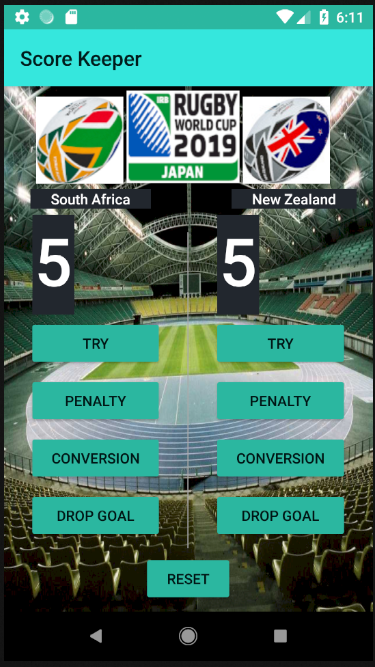 6:11
Score Keeper
IRB
RUGBY
WORLD CUP
2019
JAPAN
South Africa
New Zealand
5
5
TRY
TRY
PENALTY
PENALTY
CONVERSION
CONVERSION
DROP GOAL
DROP GOAL
RESET